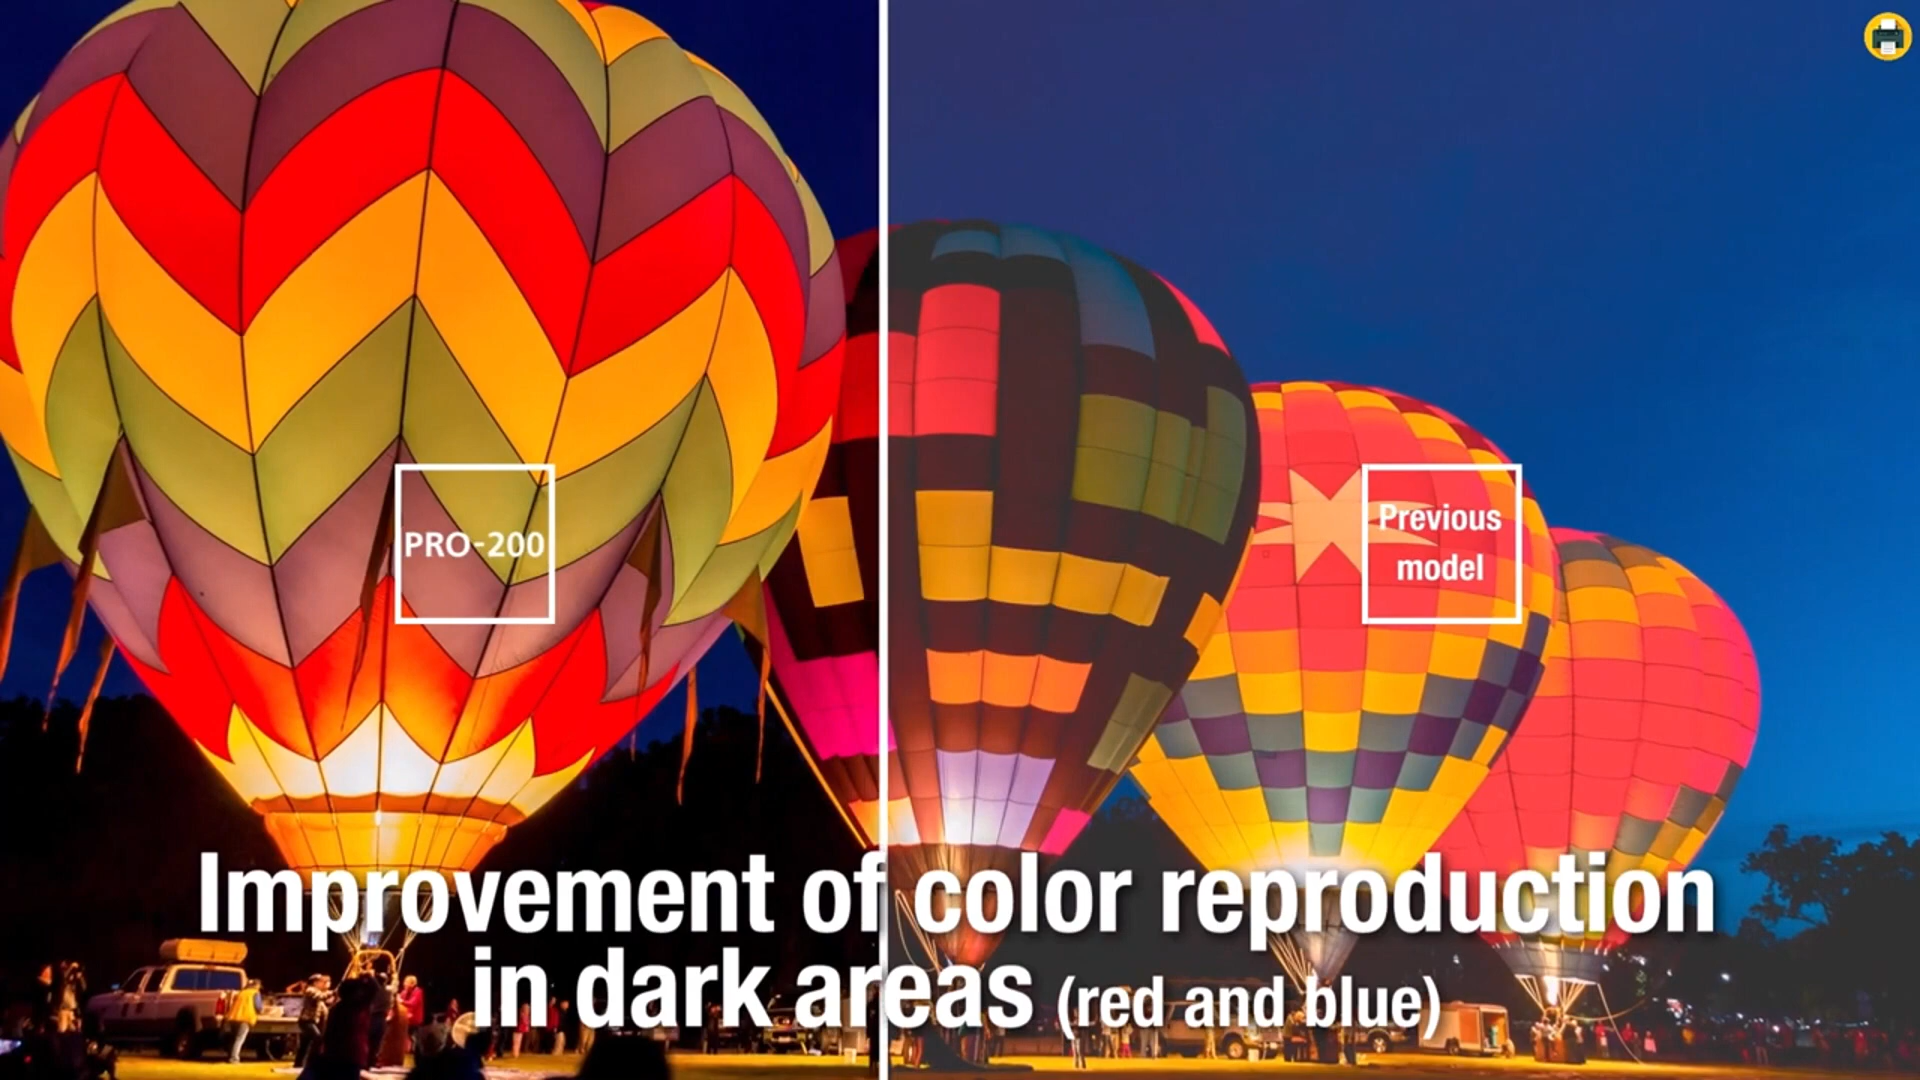 PRO-200
Previous
model
Improvement of color reproduction
in dark areas (red and blue)